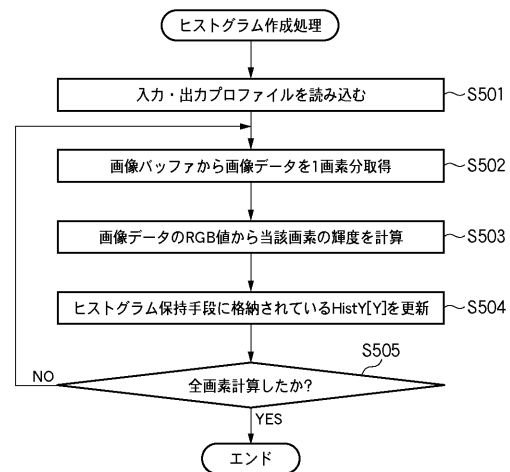 ヒストグラム作成処理
入力・出力プロファイルを読み込む
S501
画像バッファから画像データを1画素分取得
S502
画像データのRGB値から当該画素の輝度を計算
S503
ヒストグラム保持手段に格納されているHistY[Y]を更新
S504
S505
全画素計算したか?
NO
YES
エンド